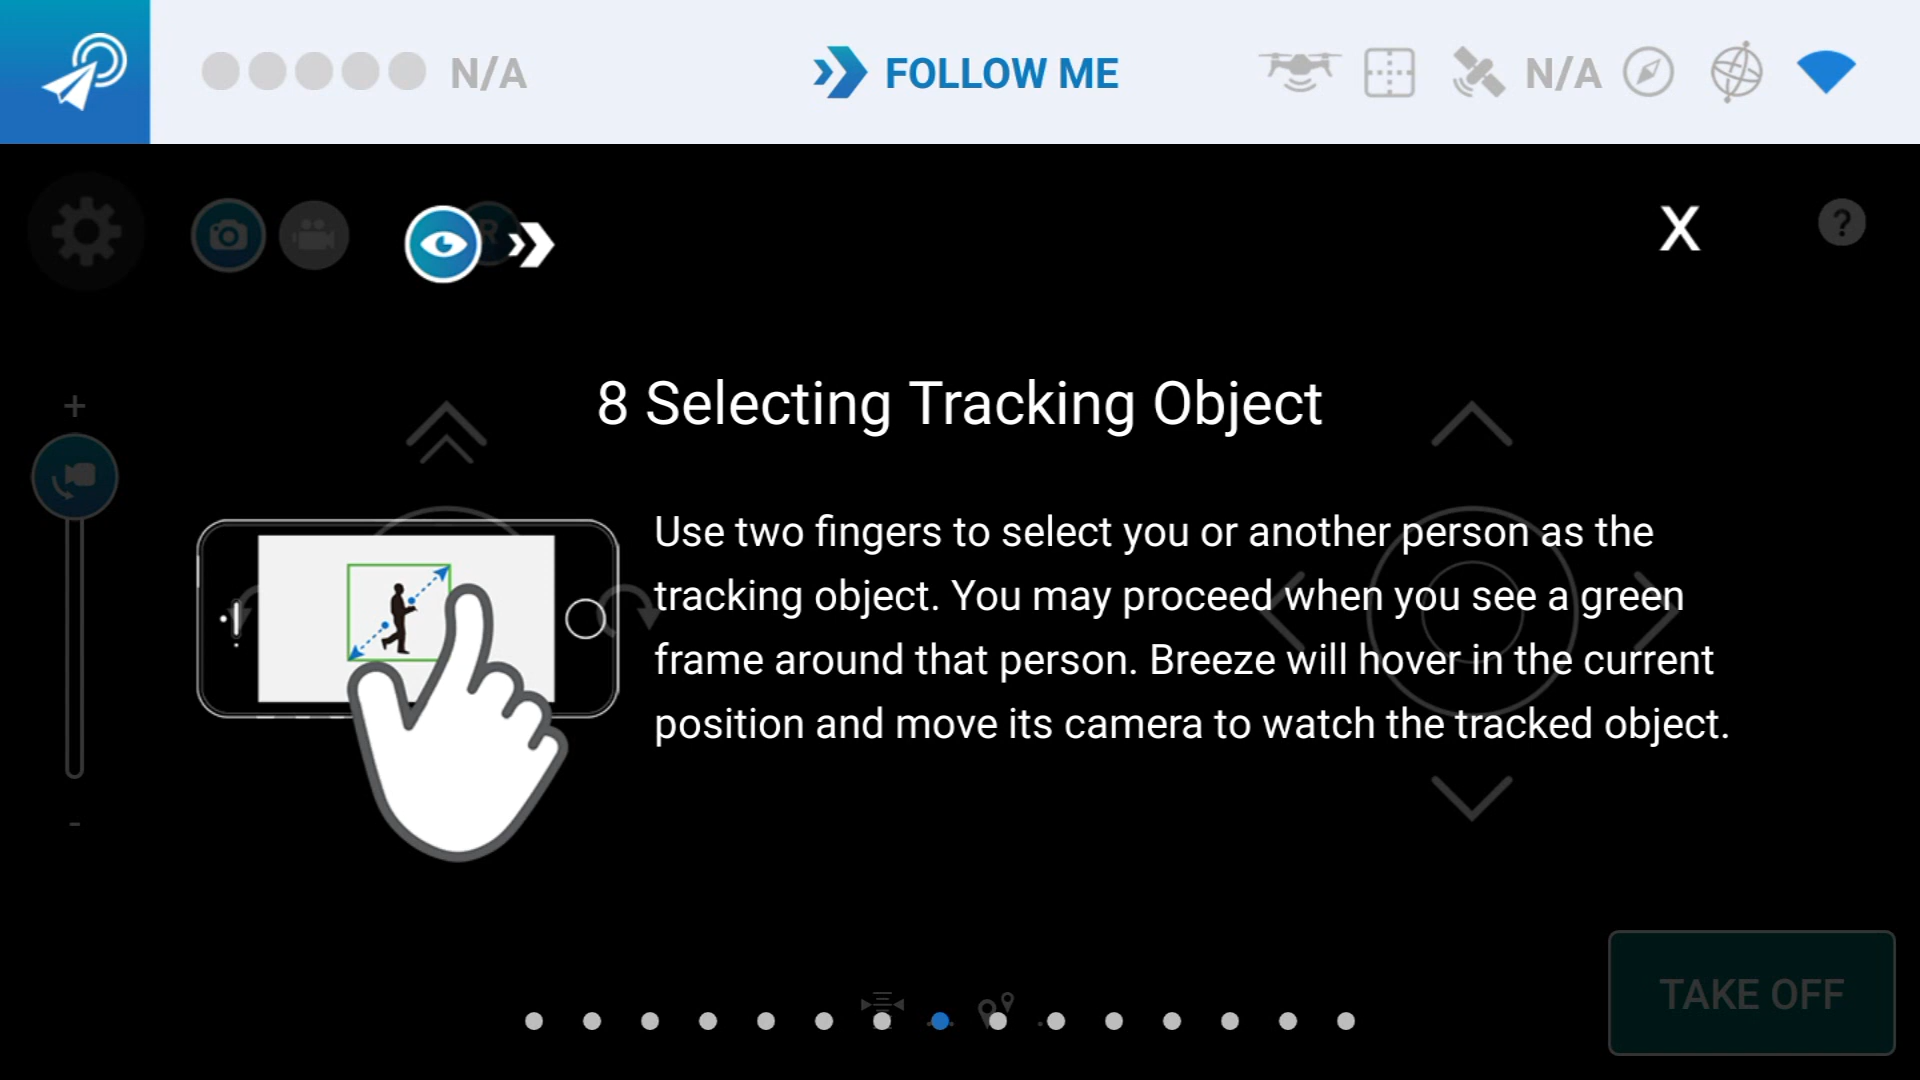 N/A
FOLLOW ME
N/A
R
X
?
+
8 Selecting Tracking Object
Use two fingers to select you or another person as the
tracking object. You may proceed when you see a green
frame around that person. Breeze will hover in the current
position and move its camera to watch the tracked object.
-
TAKE OFF